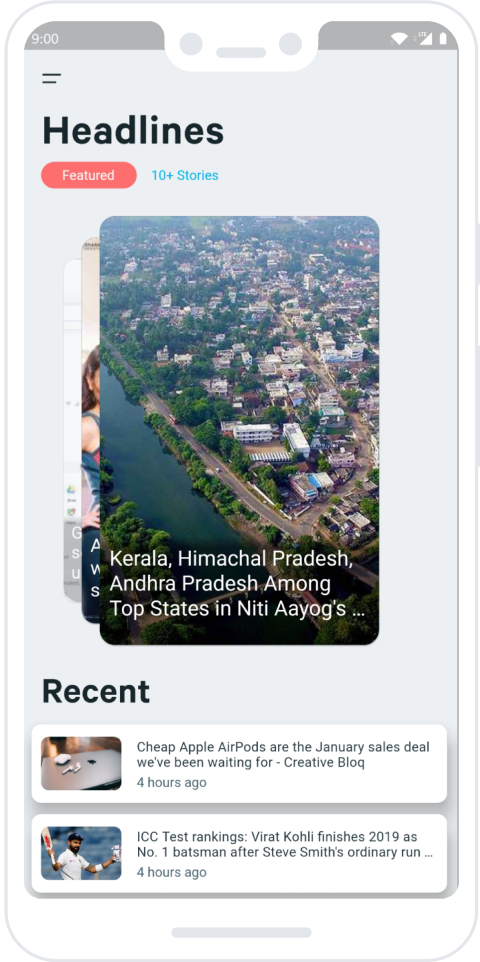 9:00
LTE
Headlines
Featured
10+ Stories
G
s
u
A
w
s
Kerala, Himachal Pradesh,
Andhra Pradesh Among
Top States in Niti Aayog's ...
Recent
Cheap Apple AirPods are the January sales deal
we've been waiting for - Creative Bloq
4 hours ago
ICC Test rankings: Virat Kohli finishes 2019 as
No. 1 batsman after Steve Smith's ordinary run ...
4 hours ago